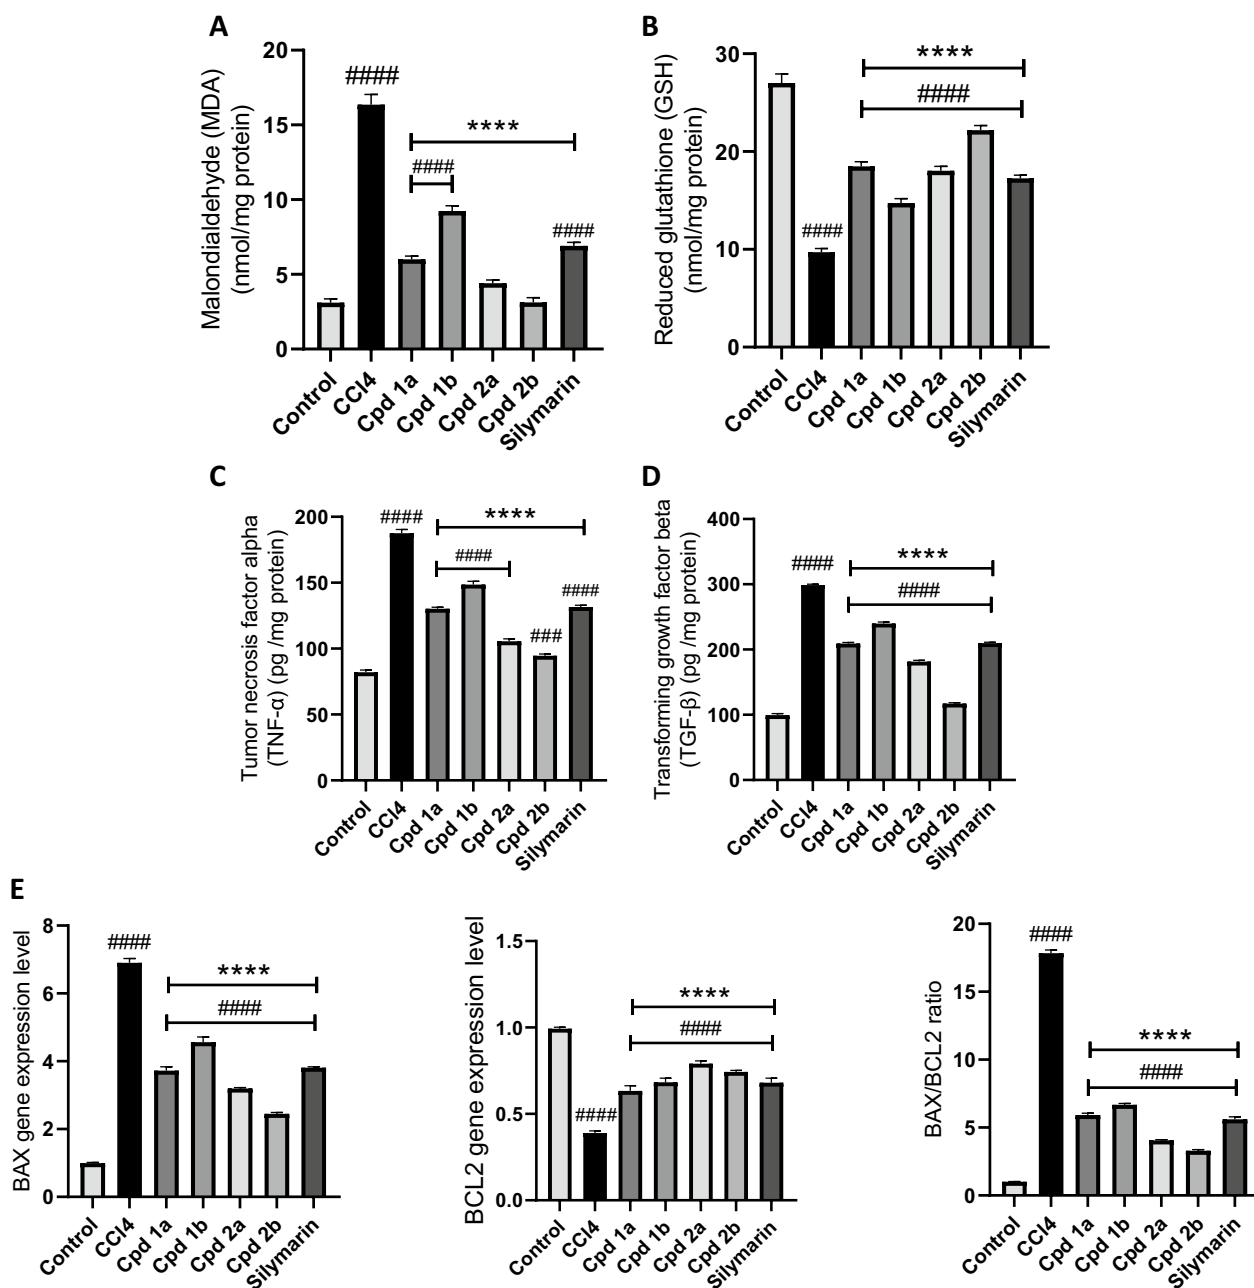 A
Malondialdehyde (MDA)
(nmol/mg protein)
20
15
10
5
0
####
****
####
####
Control
CCl4
Cpd 1a
Cpd 1b
Cpd 2a
Cpd 2b
Silymarin
B
Reduced glutathione (GSH)
(nmol/mg protein)
30
20
10
0
****
####
####
Control
CCl4
Cpd 1a
Cpd 1b
Cpd 2a
Cpd 2b
Silymarin
C
Tumor necrosis factor alpha
(TNF-α) (pg /mg protein)
200
150
100
50
0
####
****
####
####
###
Control
CCl4
Cpd 1a
Cpd 1b
Cpd 2a
Cpd 2b
Silymarin
D
Transforming growth factor beta
(TGF-β) (pg /mg protein)
400
300
200
100
0
####
****
####
Control
CCl4
Cpd 1a
Cpd 1b
Cpd 2a
Cpd 2b
Silymarin
E
BAX gene expression level
8
6
4
2
0
####
****
####
Control
CCl4
Cpd 1a
Cpd 1b
Cpd 2a
Cpd 2b
Silymarin
BCL2 gene expression level
1.5
1.0
0.5
0.0
****
####
####
Control
CCl4
Cpd 1a
Cpd 1b
Cpd 2a
Cpd 2b
Silymarin
BAX/BCL2 ratio
20
15
10
5
0
####
****
####
Control
CCl4
Cpd 1a
Cpd 1b
Cpd 2a
Cpd 2b
Silymarin